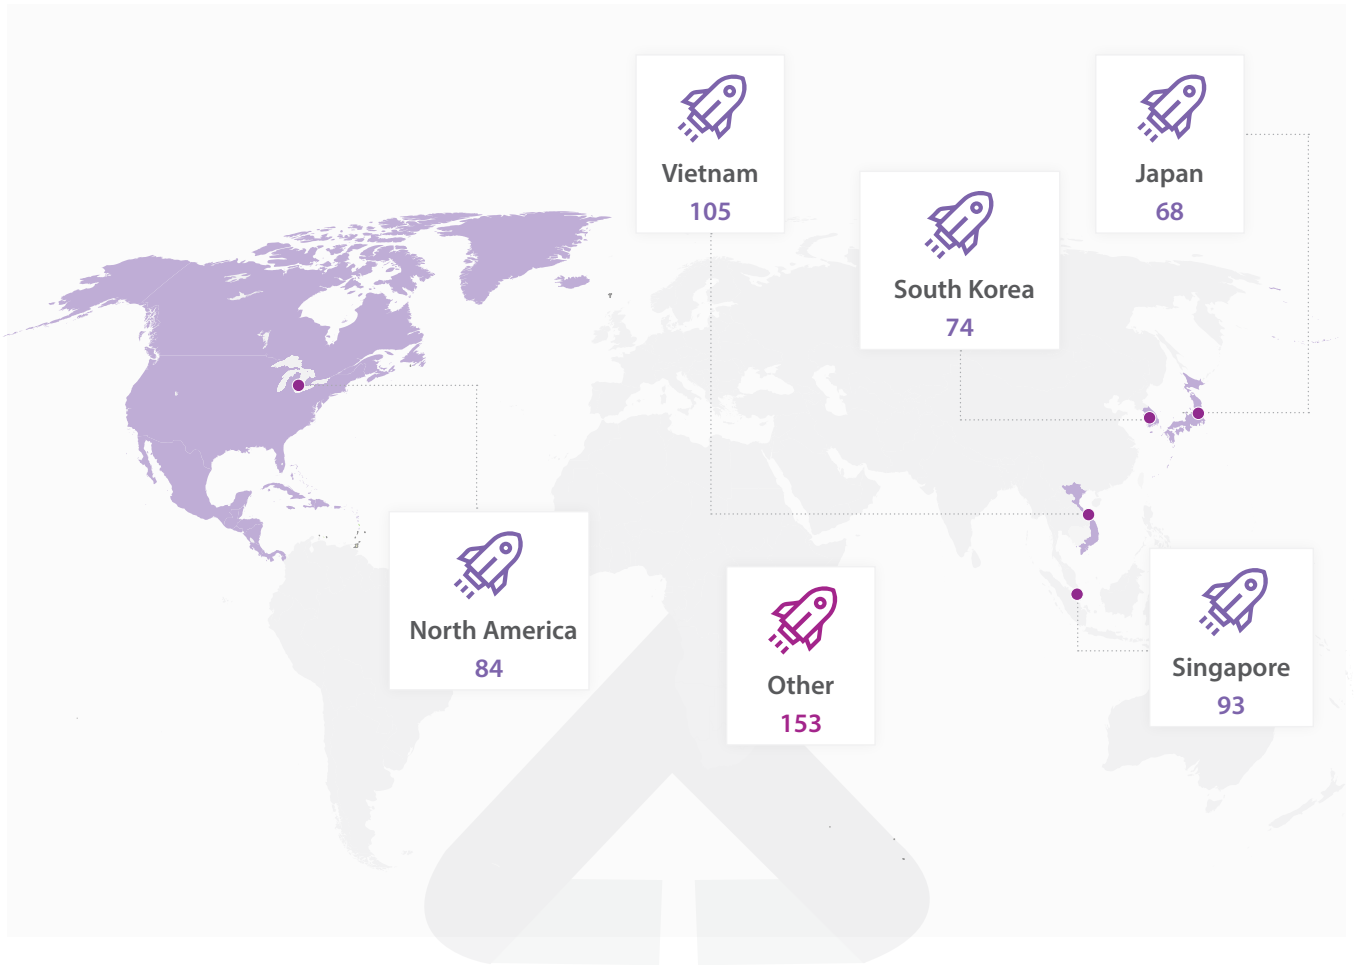 Vietnam
105
Japan
68
South Korea
74
North America
84
Other
153
Singapore
93